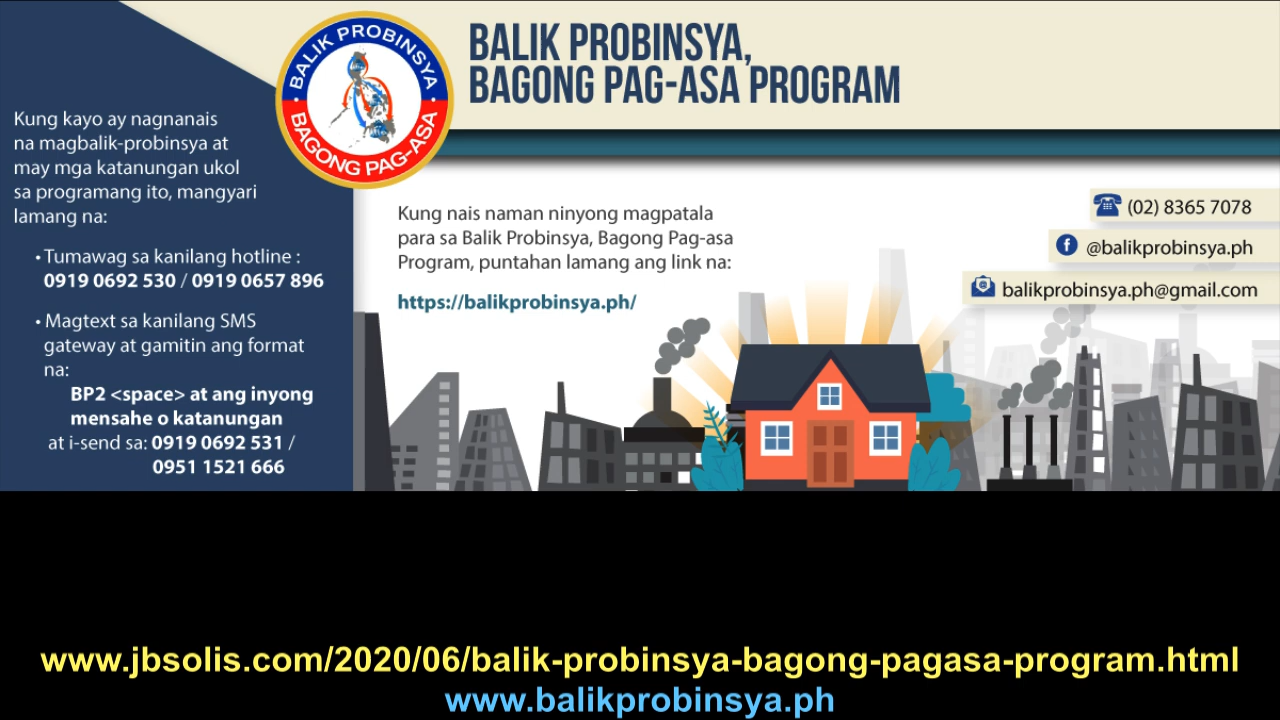 BALIK PROBINSYA,
BAGONG PAG-ASA PROGRAM
BALIK PROBINSYA
• BAGONG PAG-ASA •
Kung kayo ay nagnanais
na magbalik-probinsya at
may mga katanungan ukol
sa programang ito, mangyari
lamang na:
• Tumawag sa kanilang hotline :
0919 0692 530 / 0919 0657 896
• Magtext sa kanilang SMS
gateway at gamitin ang format
na:
BP2 <space> at ang inyong
mensahe o katanungan
at i-send sa: 0919 0692 531 /
0951 1521 666
Kung nais naman ninyong magpatala
para sa Balik Probinsya, Bagong Pag-asa
Program, puntahan lamang ang link na:
https://balikprobinsya.ph/
(02) 8365 7078
@balikprobinsya.ph
balikprobinsya.ph@gmail.com
www.jbsolis.com/2020/06/balik-probinsya-bagong-pagasa-program.html
www.balikprobinsya.ph